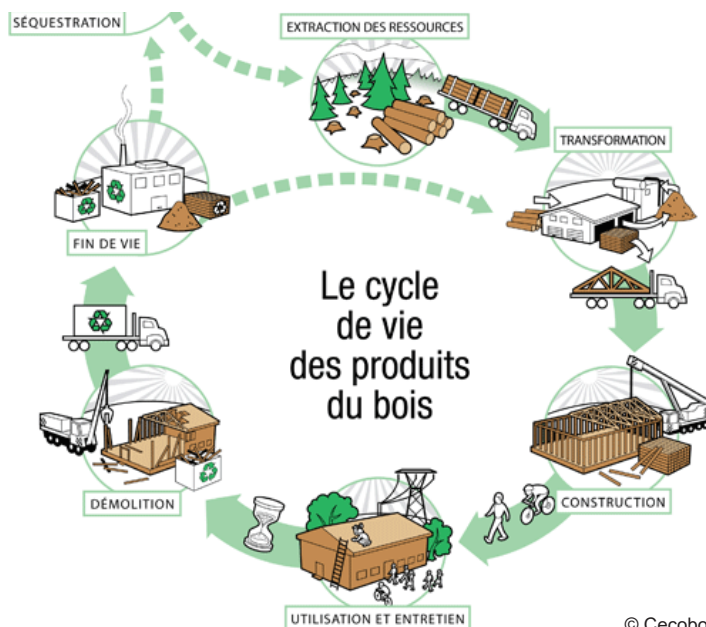 SÉQUESTRATION
EXTRACTION DES RESSOURCES
TRANSFORMATION
FIN DE VIE
Le cycle
de vie
des produits
du bois
DÉMOLITION
CONSTRUCTION
UTILISATION ET ENTRETIEN